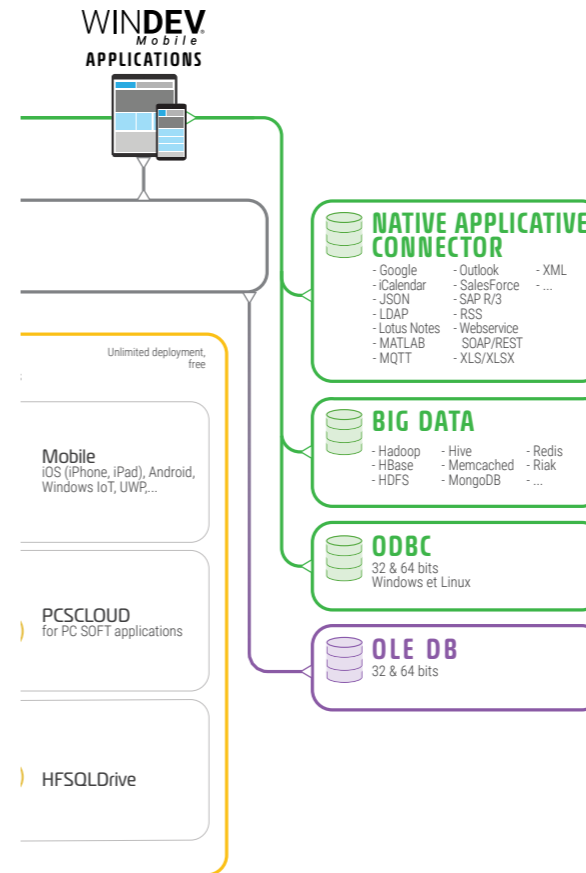 WINDEV
Mobile
APPLICATIONS
NATIVE APPLICATIVE
CONNECTOR
- Google
- iCalendar
- JSON
- LDAP
- Lotus Notes
- MATLAB
- MQTT
- Outlook
- SalesForce
- SAP R/3
- RSS
- Webservice
SOAP/REST
- XLS/XLSX
- XML
- ...
Unlimited deployment,
free
BIG DATA
- Hadoop
- HBase
- HDFS
- Hive
- Memcached
- MongoDB
- Redis
- Riak
- ...
Mobile
iOS (iPhone, iPad), Android,
Windows IoT, UWP,...
ODBC
32 & 64 bits
Windows et Linux
PCSCLOUD
for PC SOFT applications
OLE DB
32 & 64 bits
HFSQLDrive